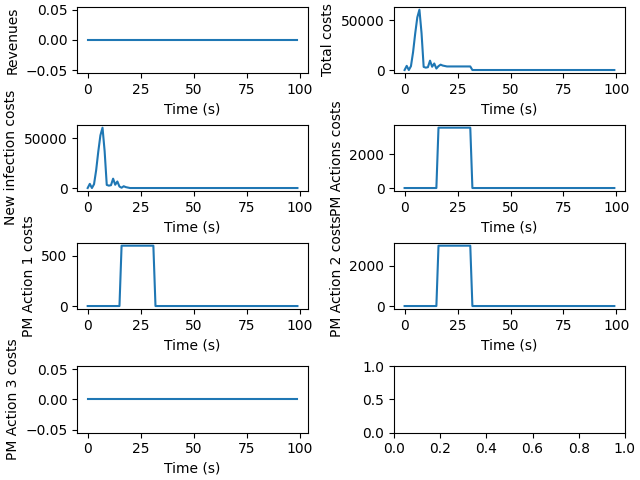 Revenues
0.05
0.00
−0.05
0 25 50 75 100
Time (s)
Total costs
50000
0
0 25 50 75 100
Time (s)
New infection costs
50000
0
0 25 50 75 100
Time (s)
PM Actions costs
2000
0
0 25 50 75 100
Time (s)
PM Action 1 costs
500
0
0 25 50 75 100
Time (s)
PM Action 2 costs
2000
0
0 25 50 75 100
Time (s)
PM Action 3 costs
0.05
0.00
−0.05
0 25 50 75 100
Time (s)
1.0
0.5
0.0
0.0 0.2 0.4 0.6 0.8 1.0